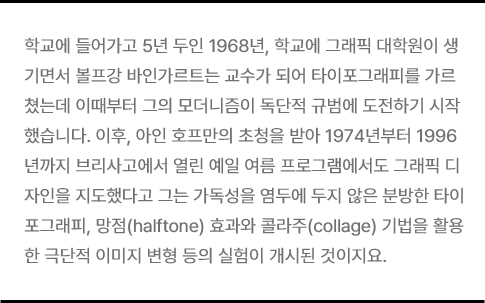 학교에 들어가고 5년 두인 1968년, 학교에 그래픽 대학원이 생
기면서 볼프강 바인가르트는 교수가 되어 타이포그래피를 가르
쳤는데 이때부터 그의 모더니즘이 독단적 규범에 도전하기 시작
했습니다. 이후, 아인 호프만의 초청을 받아 1974년부터 1996
년까지 브리사고에서 열린 예일 여름 프로그램에서도 그래픽 디
자인을 지도했다고 그는 가독성을 염두에 두지 않은 분방한 타이
포그래피, 망점(halftone) 효과와 콜라주(collage) 기법을 활용
한 극단적 이미지 변형 등의 실험이 개시된 것이지요.